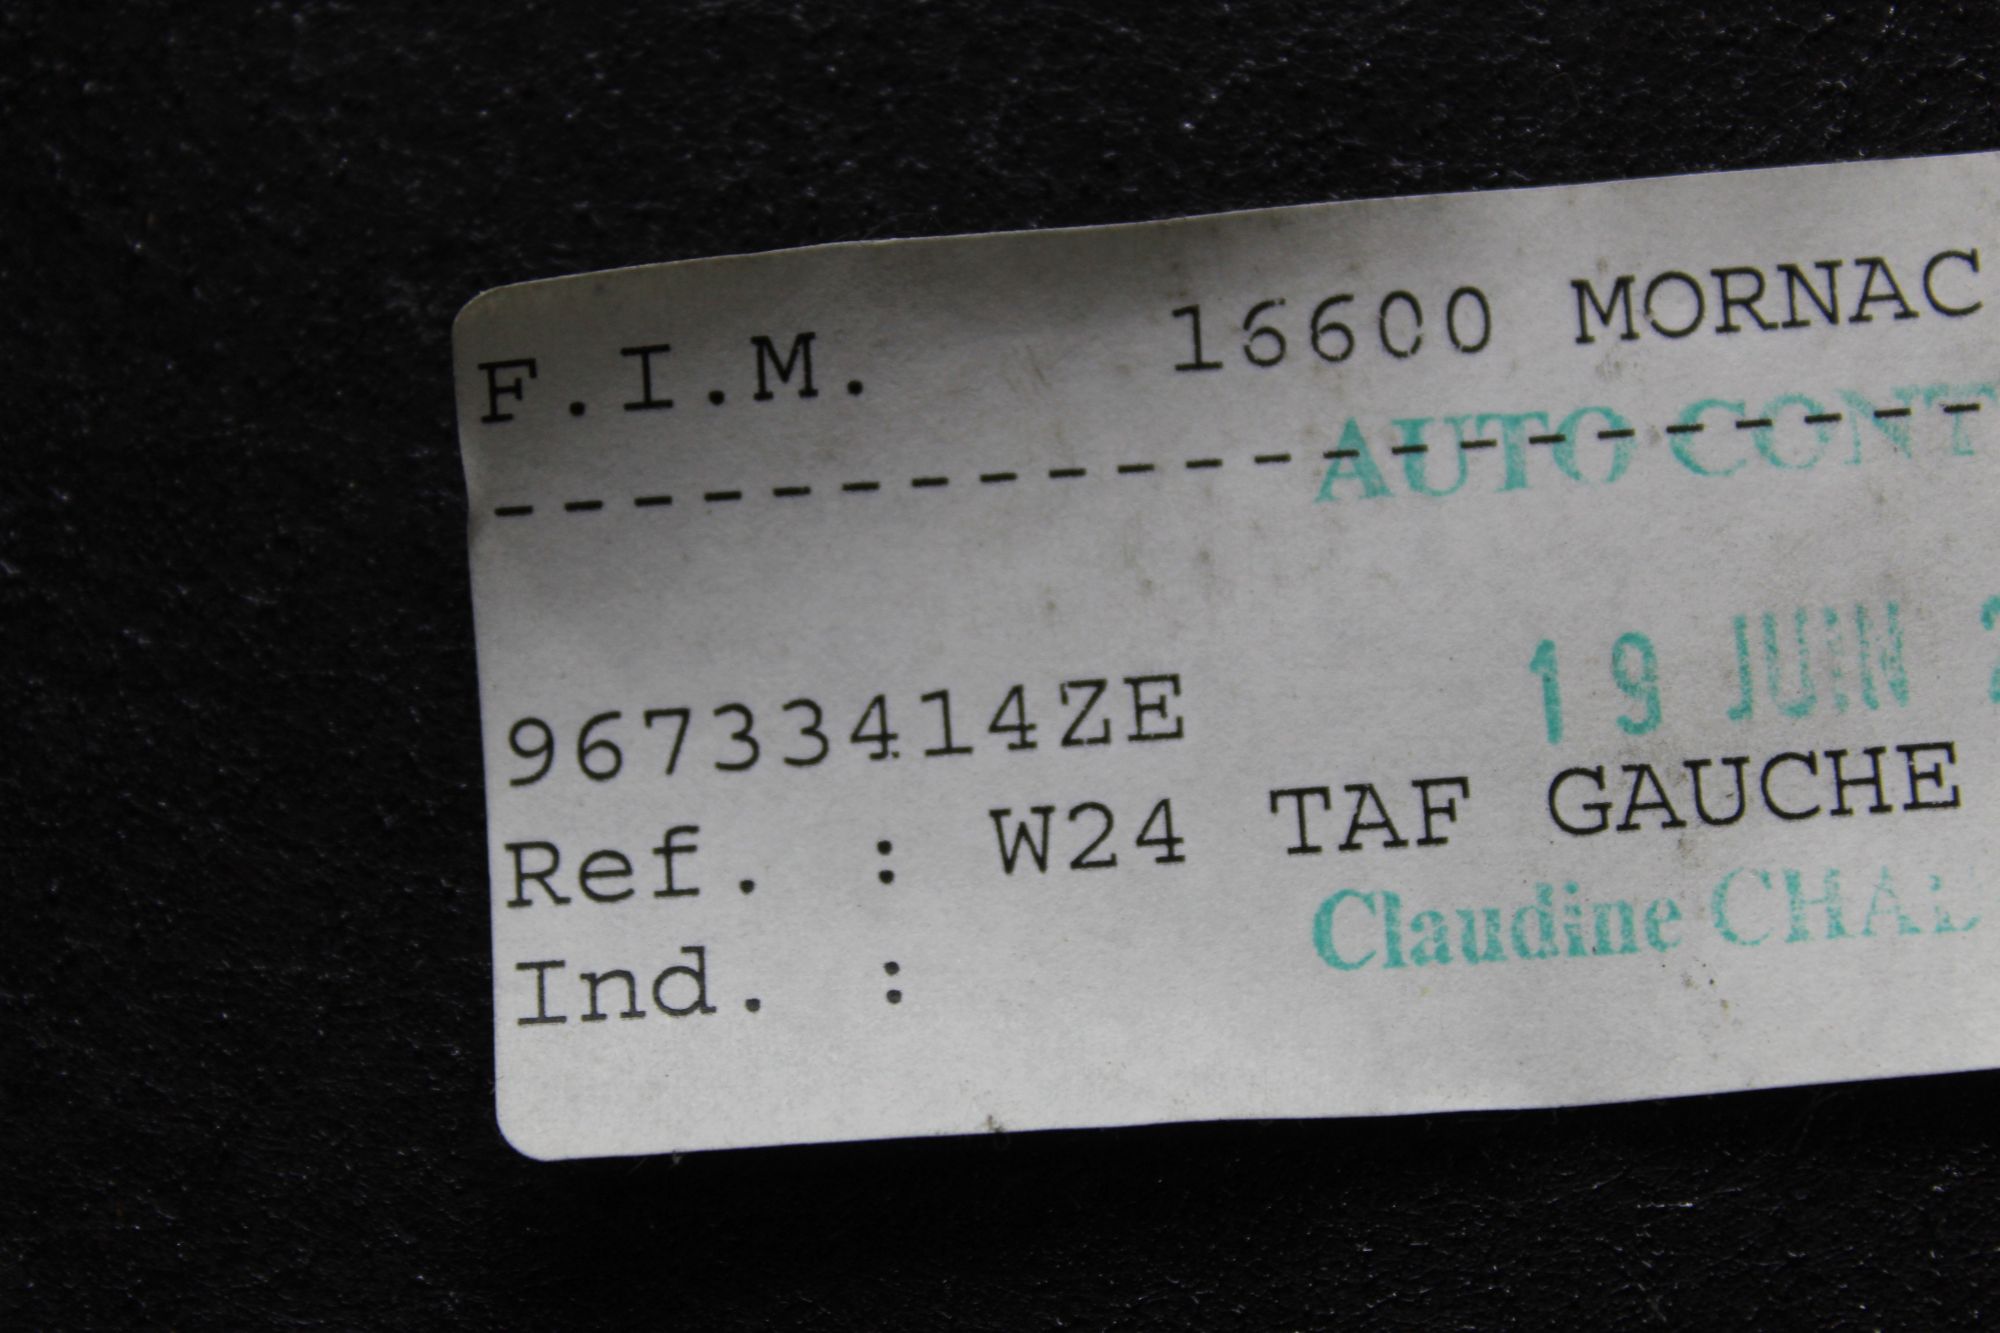 F.I.M. 16600 MORNAC
----------------------
AUTO
96733414ZE
19 JUIN
Ref. : W24 TAF GAUCHE
Claudine
Ind. :